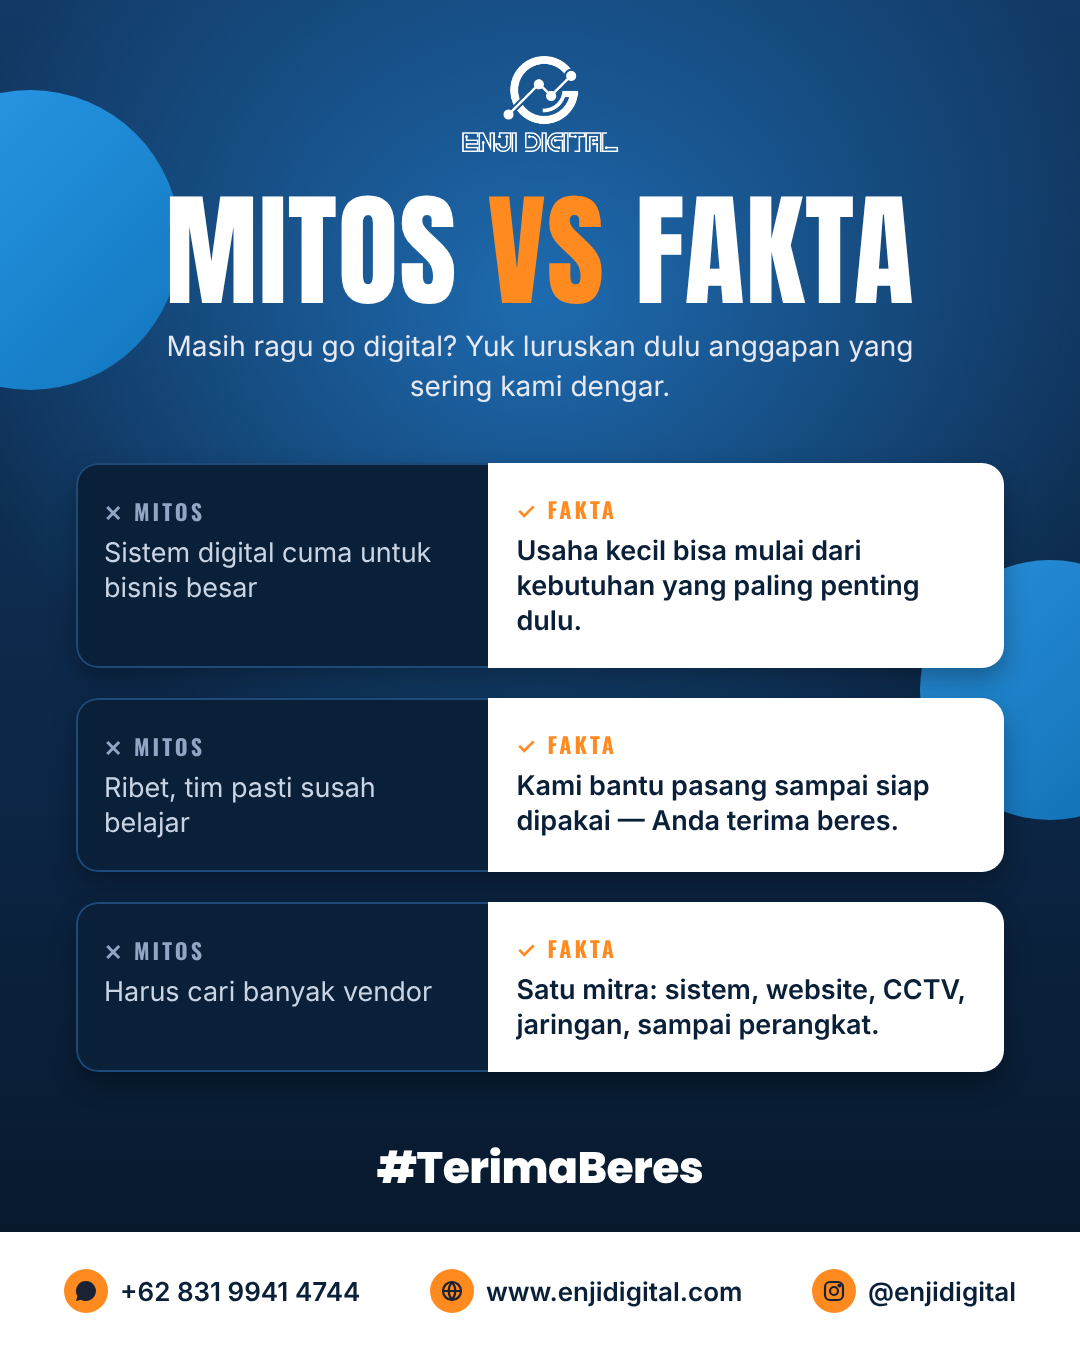 ENJI DIGITAL
MITOS VS FAKTA
Masih ragu go digital? Yuk luruskan dulu anggapan yang
sering kami dengar.
✕ MITOS
Sistem digital cuma untuk
bisnis besar
✓ FAKTA
Usaha kecil bisa mulai dari
kebutuhan yang paling penting
dulu.
✕ MITOS
Ribet, tim pasti susah
belajar
✓ FAKTA
Kami bantu pasang sampai siap
dipakai — Anda terima beres.
✕ MITOS
Harus cari banyak vendor
✓ FAKTA
Satu mitra: sistem, website, CCTV,
jaringan, sampai perangkat.
#TerimaBeres
+62 831 9941 4744
www.enjidigital.com
@enjidigital